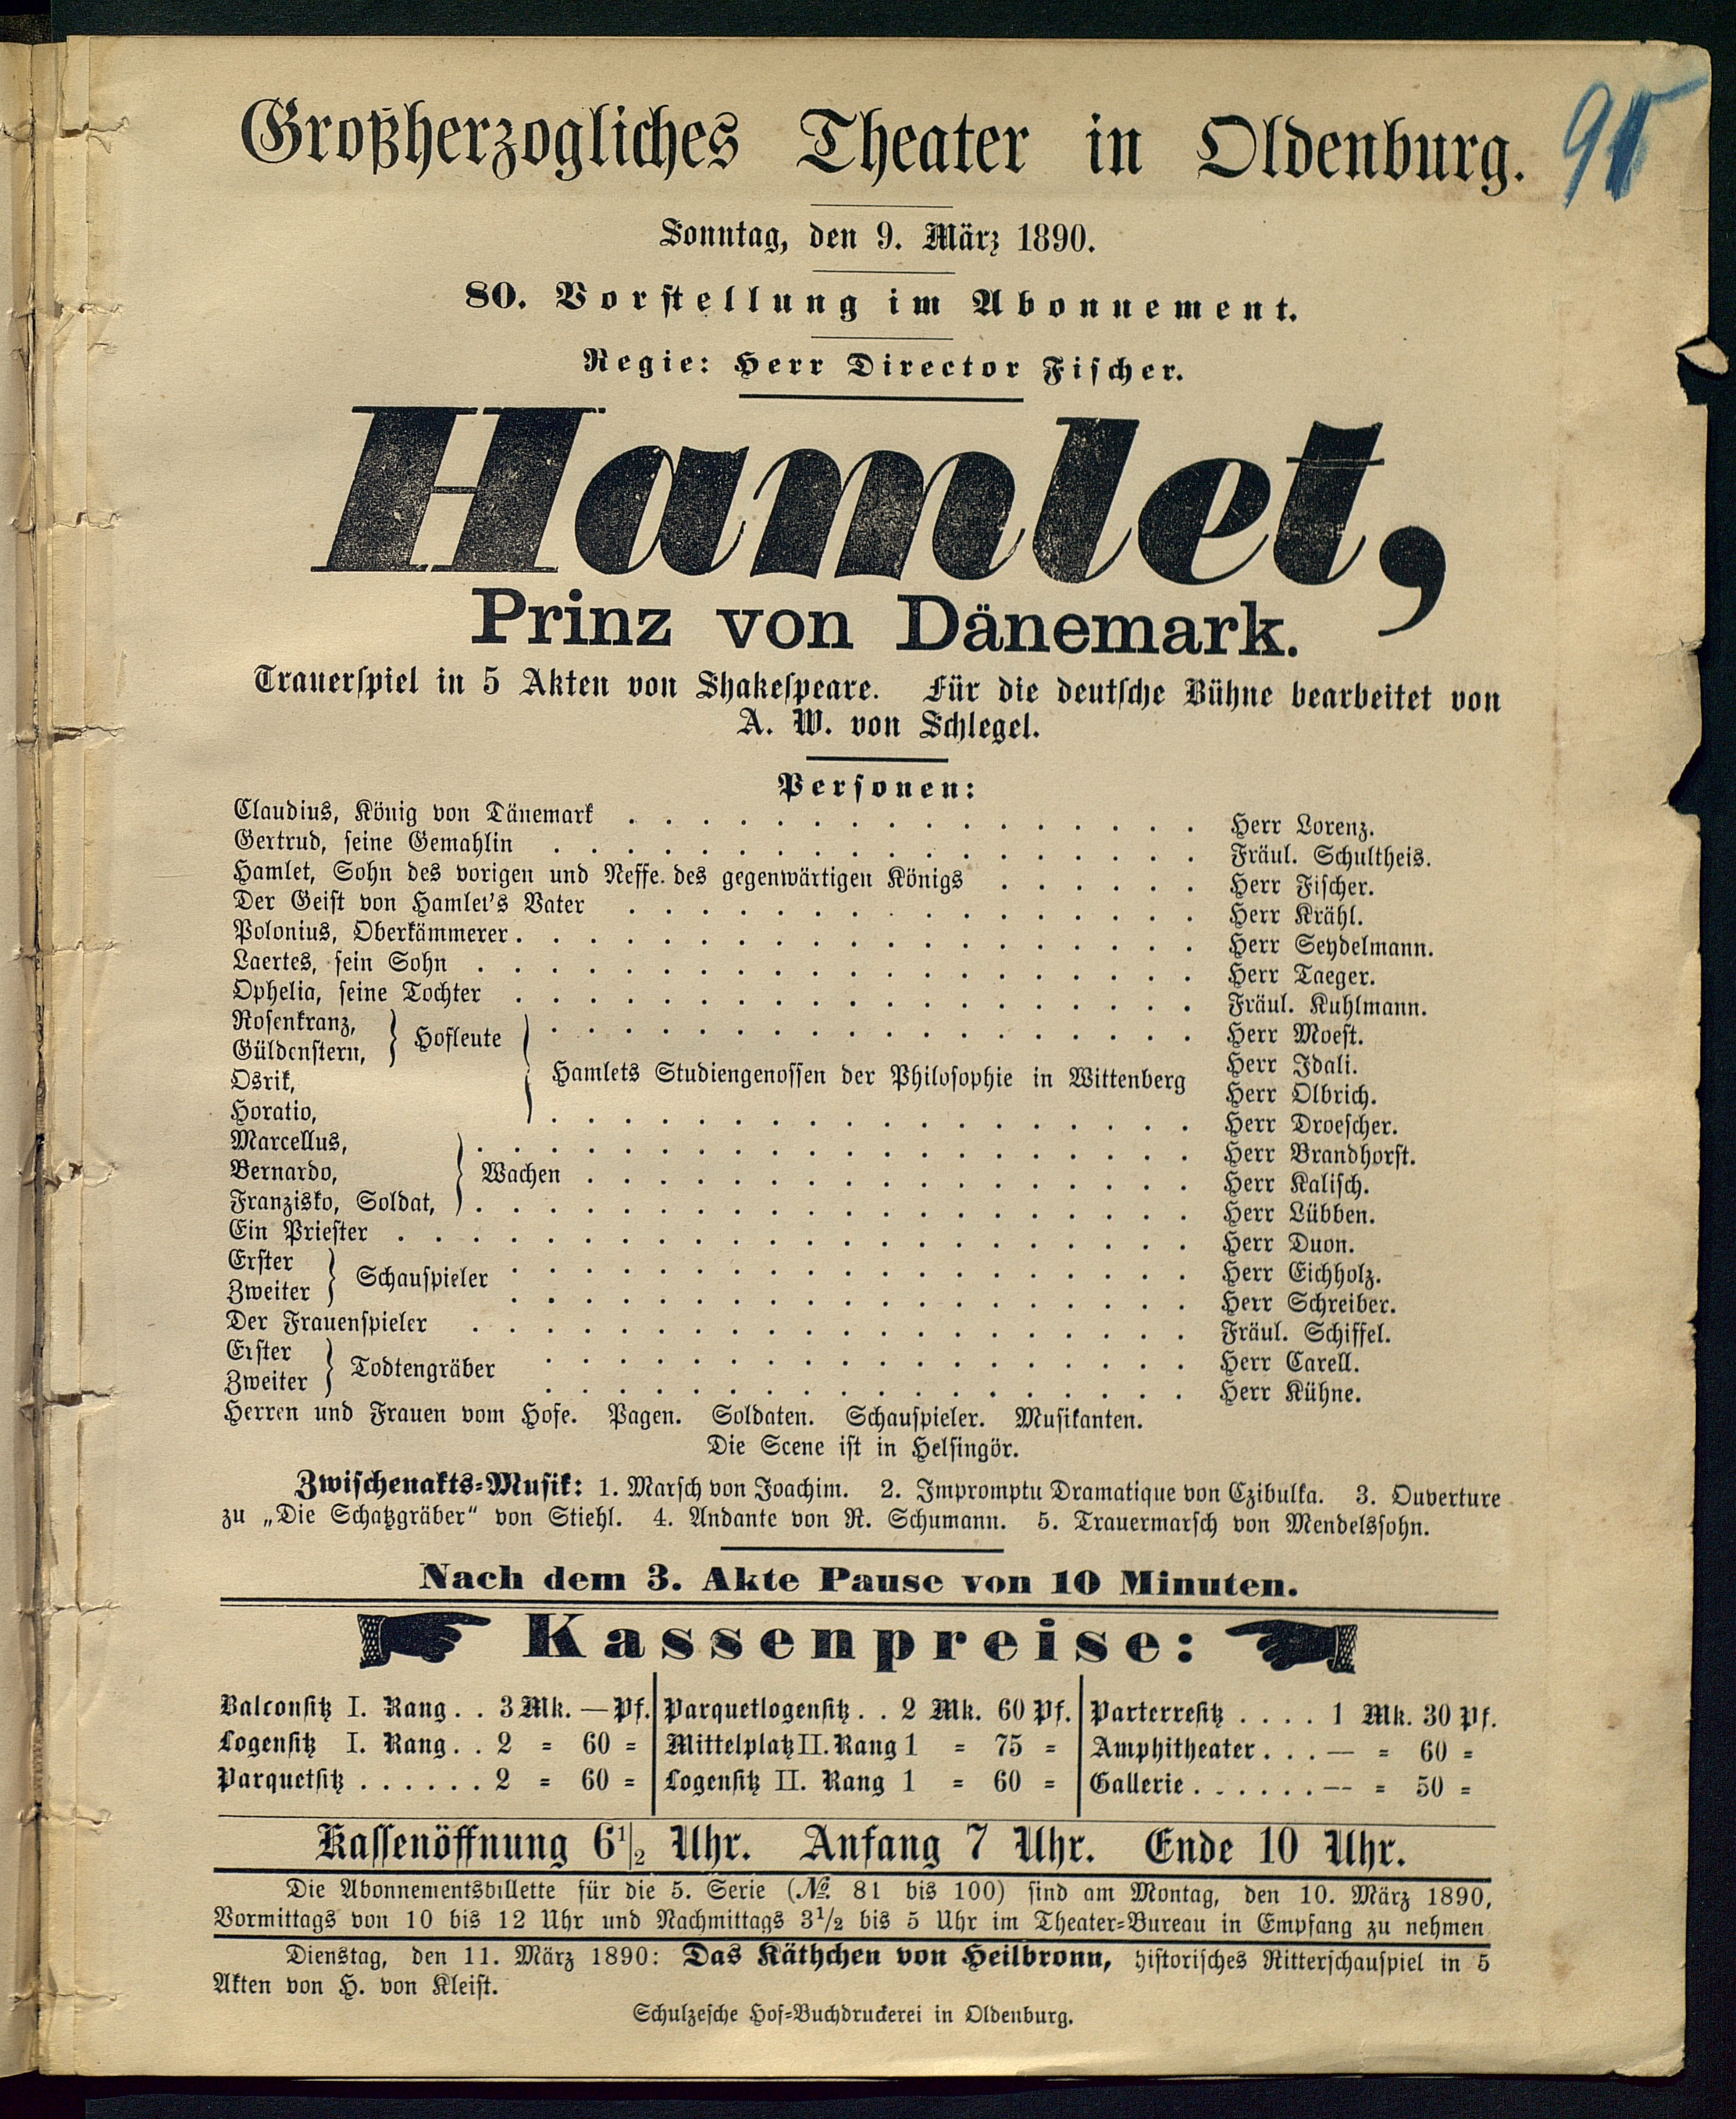 Großherzogliches Theater in Oldenburg.
Sonntag, den 9. März 1890.
80. Vorstellung im Abonnement.
Regie: Herr Director Fischer.
Hamlet,
Prinz von Dänemark.
Trauerspiel in 5 Akten von Shakespeare. Für die deutsche Bühne bearbeitet von
A. W. von Schlegel.
Personen:
Claudius, König von Dänemark . . . . . . . . . . . . . . . . Herr Lorenz.
Gertrud, seine Gemahlin . . . . . . . . . . . . . . . . . . Fräul. Schultheis.
Hamlet, Sohn des vorigen und Neffe. des gegenwärtigen Königs . . . . . . Herr Fischer.
Der Geist von Hamlet's Vater . . . . . . . . . . . . . . . . Herr Krähl.
Polonius, Oberkämmerer . . . . . . . . . . . . . . . . . . . Herr Seydelmann.
Laertes, sein Sohn . . . . . . . . . . . . . . . . . . . . Herr Taeger.
Ophelia, seine Tochter . . . . . . . . . . . . . . . . . . . Fräul. Kuhlmann.
Rosenkranz, } Hofleute { . . . . . . . . . . . . . . . . . . Herr Moest.
Güldenstern, Herr Idali.
Osrik, Hamlets Studiengenossen der Philosophie in Wittenberg Herr Olbrich.
Horatio, . . . . . . . . . . . . . . . . . . Herr Droescher.
Marcellus, . . . . . . . . . . . . . . . . . . . . Herr Brandhorst.
Bernardo, } Wachen . . . . . . . . . . . . . . . . . Herr Kalisch.
Franzisko, Soldat, . . . . . . . . . . . . . . . . . . . . Herr Lübben.
Ein Priester . . . . . . . . . . . . . . . . . . . . . . Herr Duon.
Erster } Schauspieler . . . . . . . . . . . . . . . . . . . Herr Eichholz.
Zweiter . . . . . . . . . . . . . . . . . . . Herr Schreiber.
Der Frauenspieler . . . . . . . . . . . . . . . . . . . . Fräul. Schiffel.
Erster } Todtengräber . . . . . . . . . . . . . . . . . . Herr Carell.
Zweiter . . . . . . . . . . . . . . . . . . Herr Kühne.
Herren und Frauen vom Hofe. Pagen. Soldaten. Schauspieler. Musikanten.
Die Scene ist in Helsingör.
Zwischenakts-Musik: 1. Marsch von Joachim. 2. Impromptu Dramatique von Czibulka. 3. Ouverture
zu „Die Schatzgräber“ von Stiehl. 4. Andante von R. Schumann. 5. Trauermarsch von Mendelssohn.
Nach dem 3. Akte Pause von 10 Minuten.
Kassenpreise:
Balconsitz I. Rang . . 3 Mk. — Pf. Parquetlogensitz . . 2 Mk. 60 Pf. Parterresitz . . . . 1 Mk. 30 Pf.
Logensitz I. Rang . . 2 = 60 = Mittelplatz II. Rang 1 = 75 = Amphitheater . . . — = 60 =
Parquetsitz . . . . . . 2 = 60 = Logensitz II. Rang 1 = 60 = Gallerie . . . . . . — = 50 =
Kassenöffnung 6½ Uhr. Anfang 7 Uhr. Ende 10 Uhr.
Die Abonnementsbillette für die 5. Serie (№ 81 bis 100) sind am Montag, den 10. März 1890,
Vormittags von 10 bis 12 Uhr und Nachmittags 3½ bis 5 Uhr im Theater-Bureau in Empfang zu nehmen
Dienstag, den 11. März 1890: Das Käthchen von Heilbronn, historisches Ritterschauspiel in 5
Akten von H. von Kleist.
Schulzesche Hof-Buchdruckerei in Oldenburg.